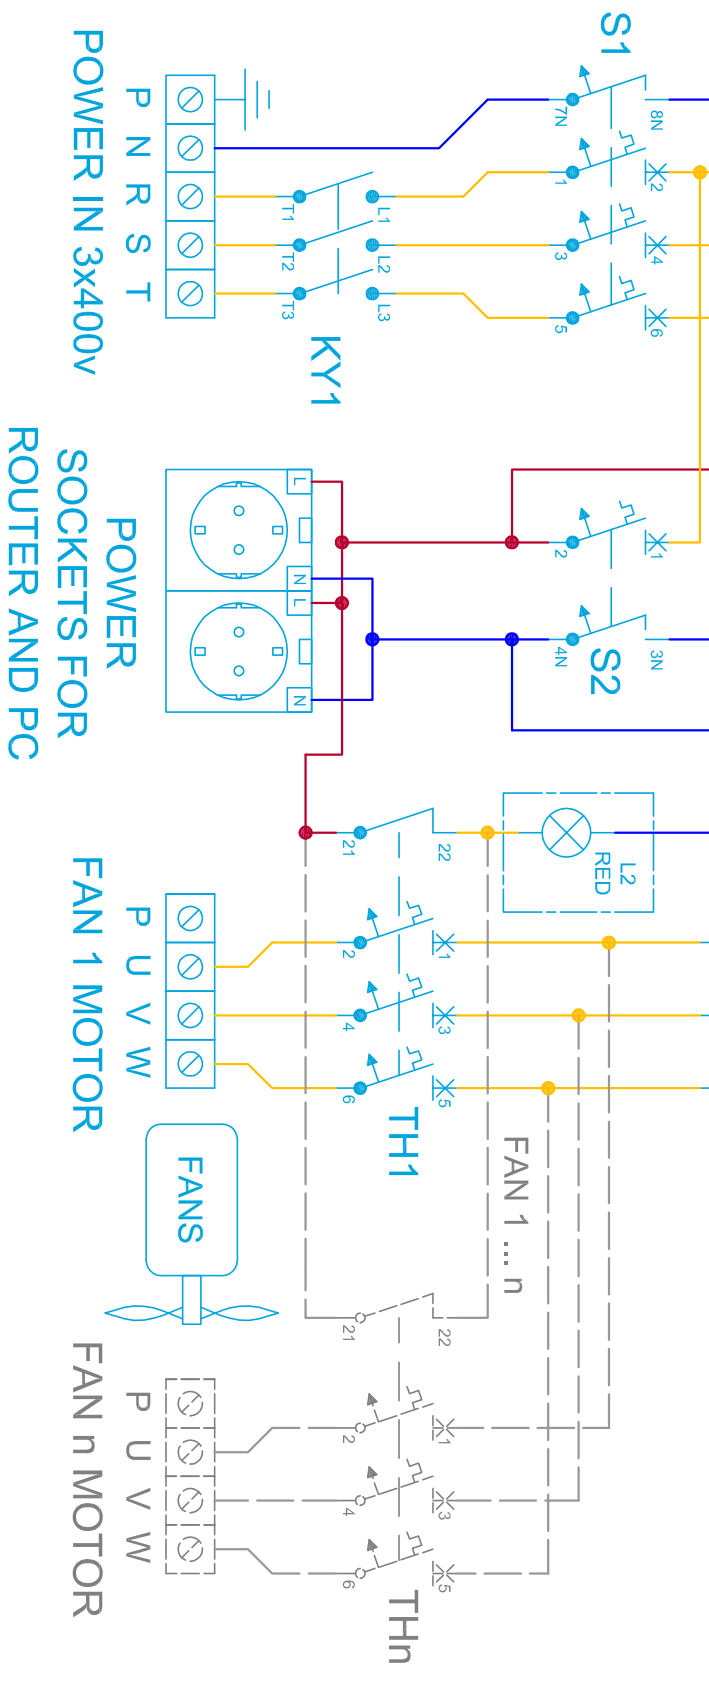 POWER IN 3x400v
P N R S T
T1
T2
T3
L1
L2
L3
KY1
S1
7N
1
3
5
8N
2
4
6
POWER
SOCKETS FOR
ROUTER AND PC
L
N
L
N
2
4N
1
3N
S2
L2
RED
21
22
FAN 1 MOTOR
P U V W
2
4
6
1
3
5
TH1
FANS
FAN 1 ... n
21
22
FAN n MOTOR
P U V W
2
4
6
1
3
5
THn